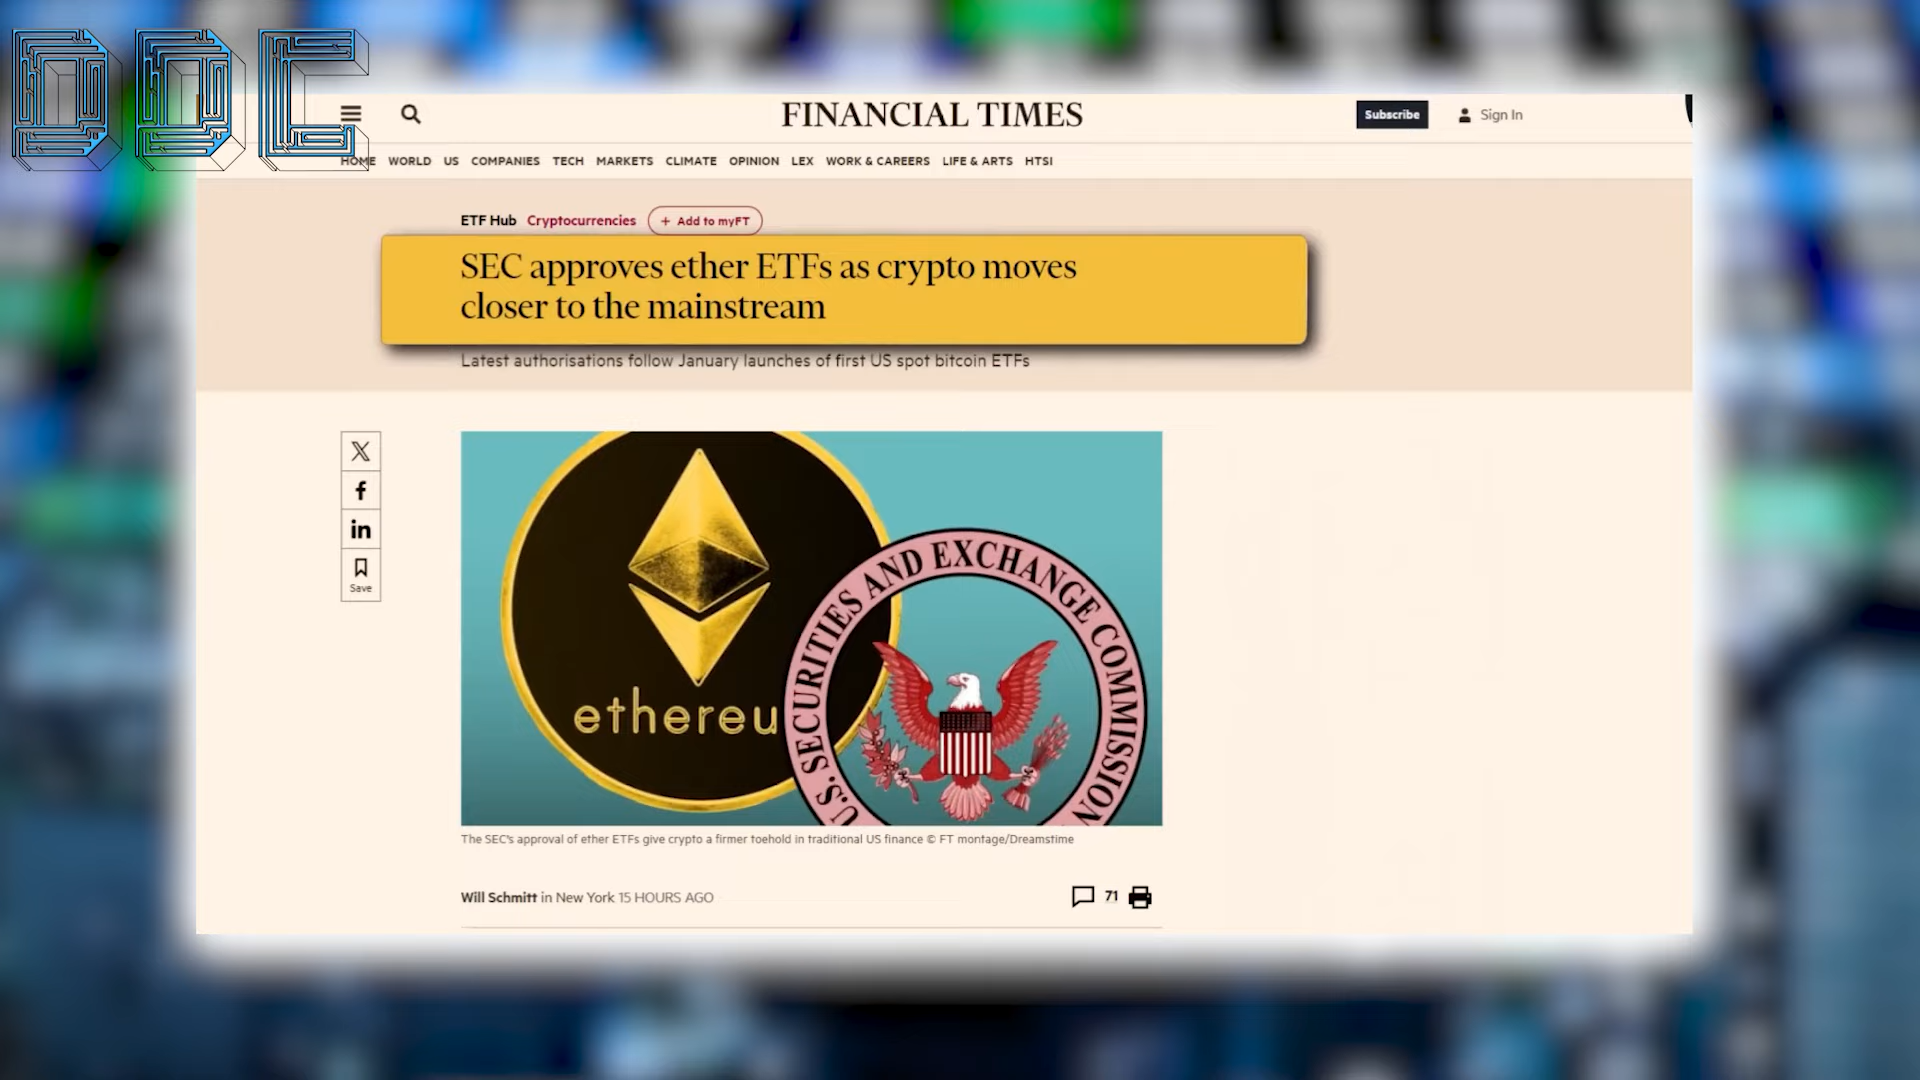 DDC
FINANCIAL TIMES
Subscribe
Sign In
HOME WORLD US COMPANIES TECH MARKETS CLIMATE OPINION LEX WORK & CAREERS LIFE & ARTS HTSI
ETF Hub Cryptocurrencies + Add to myFT
SEC approves ether ETFs as crypto moves
closer to the mainstream
Latest authorisations follow January launches of first US spot bitcoin ETFs
X
f
in
Save
ethereu
U.S. SECURITIES AND EXCHANGE COMMISSION
The SEC's approval of ether ETFs give crypto a firmer toehold in traditional US finance © FT montage/Dreamstime
Will Schmitt in New York 15 HOURS AGO
71